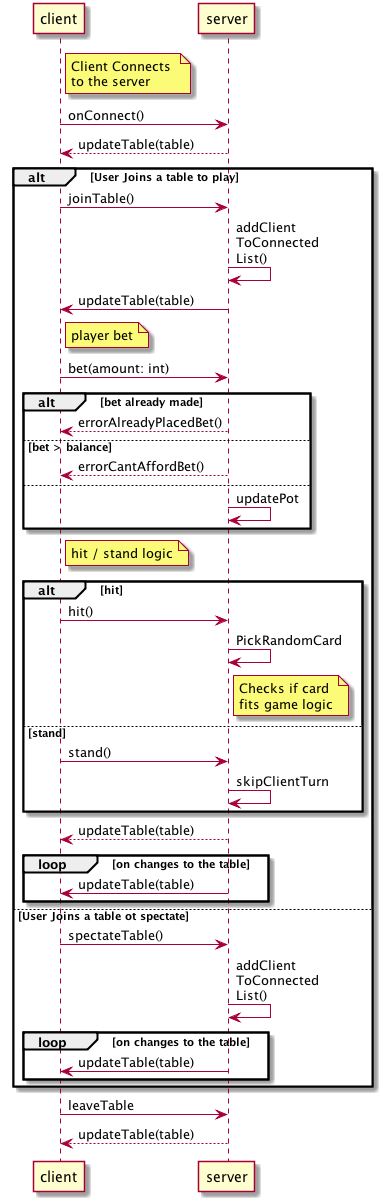 client
server
Client Connects
to the server
onConnect()
updateTable(table)
alt
[User Joins a table to play]
joinTable()
addClient
ToConnected
List()
updateTable(table)
player bet
bet(amount: int)
alt
[bet already made]
errorAlreadyPlacedBet()
[bet > balance]
errorCantAffordBet()
updatePot
hit / stand logic
alt
[hit]
hit()
PickRandomCard
Checks if card
fits game logic
[stand]
stand()
skipClientTurn
updateTable(table)
loop
[on changes to the table]
updateTable(table)
[User Joins a table ot spectate]
spectateTable()
addClient
ToConnected
List()
loop
[on changes to the table]
updateTable(table)
leaveTable
updateTable(table)
client
server